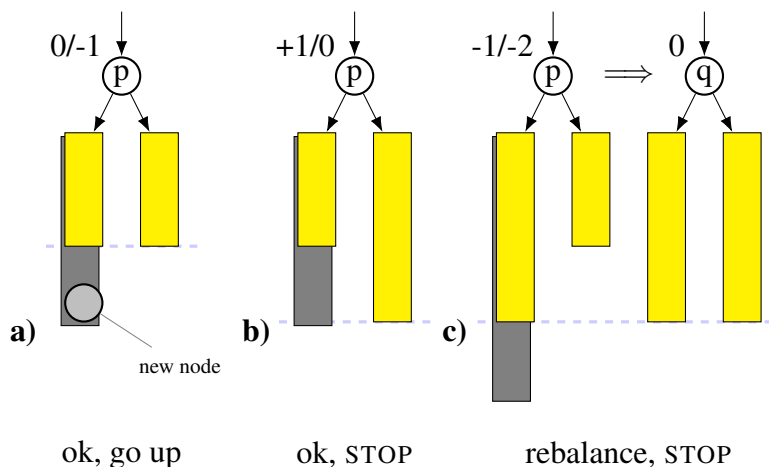 0/-1
+1/0
-1/-2
0
p
p
p
⟹
q
a)
b)
c)
new node
ok, go up
ok, STOP
rebalance, STOP